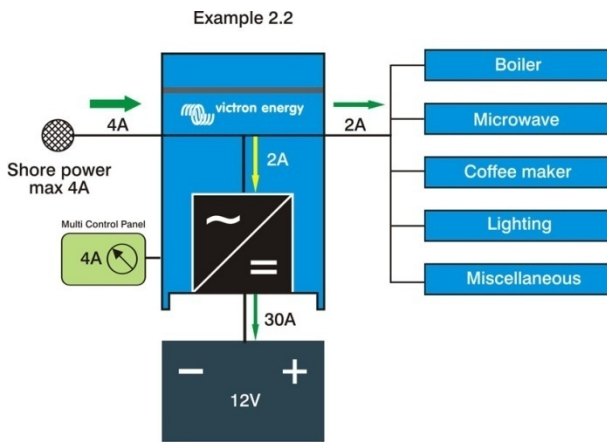 Example 2.2
victron energy
4A
2A
2A
Shore power
max 4A
Multi Control Panel
4A
30A
12V
Boiler
Microwave
Coffee maker
Lighting
Miscellaneous